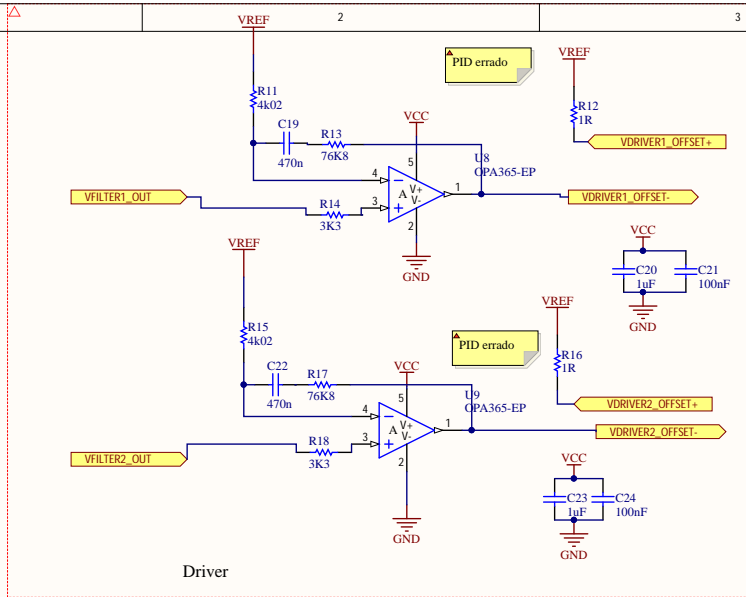 2
3
VREF
PID errado
VREF
R11
4k02
R12
1R
C19
470n
R13
76K8
VCC
VDRIVER1_OFFSET+
U8
OPA365-EP
5
4
A
V+
V-
1
3
2
VFILTER1_OUT
R14
3K3
VDRIVER1_OFFSET-
GND
VCC
C20
1uF
C21
100nF
GND
VREF
VREF
R15
4k02
PID errado
R16
1R
C22
470n
R17
76K8
VCC
U9
OPA365-EP
5
4
A
V+
V-
1
3
2
VDRIVER2_OFFSET+
VDRIVER2_OFFSET-
VFILTER2_OUT
R18
3K3
GND
VCC
C23
1uF
C24
100nF
GND
Driver